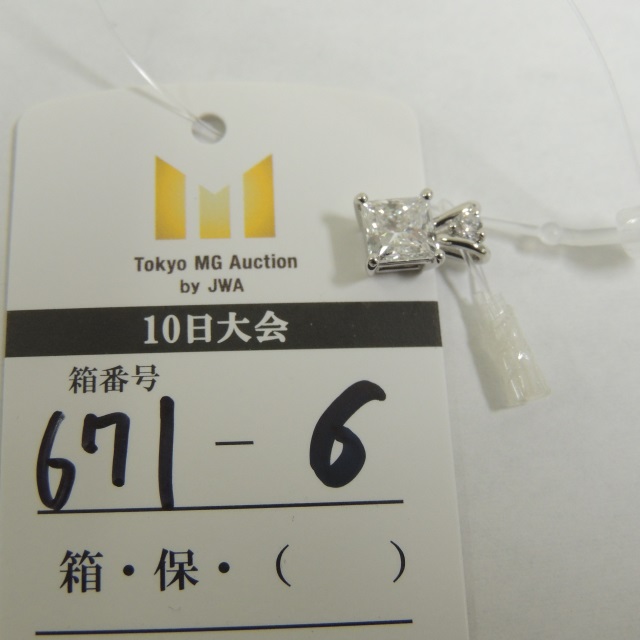 Tokyo MG Auction
by JWA
10日大会
箱番号
671 - 6
箱・保・(　　)